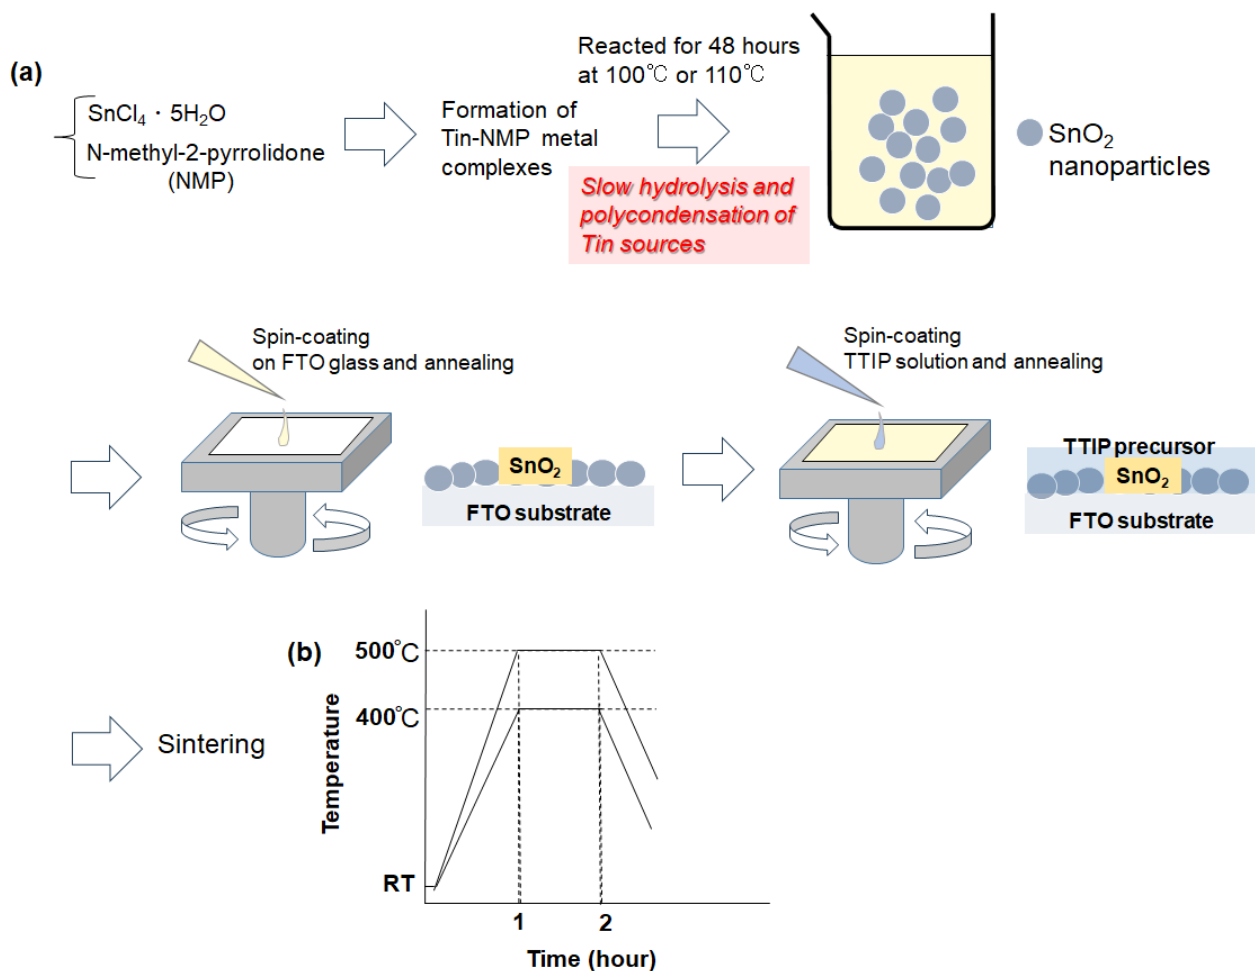 (a)
SnCl₄・5H₂O
N-methyl-2-pyrrolidone
(NMP)
Formation of
Tin-NMP metal
complexes
Reacted for 48 hours
at 100℃ or 110℃
Slow hydrolysis and
polycondensation of
Tin sources
SnO₂
nanoparticles
Spin-coating
on FTO glass and annealing
SnO₂
FTO substrate
Spin-coating
TTIP solution and annealing
TTIP precursor
SnO₂
FTO substrate
Sintering
(b)
500℃
400℃
Temperature
RT
1
2
Time (hour)